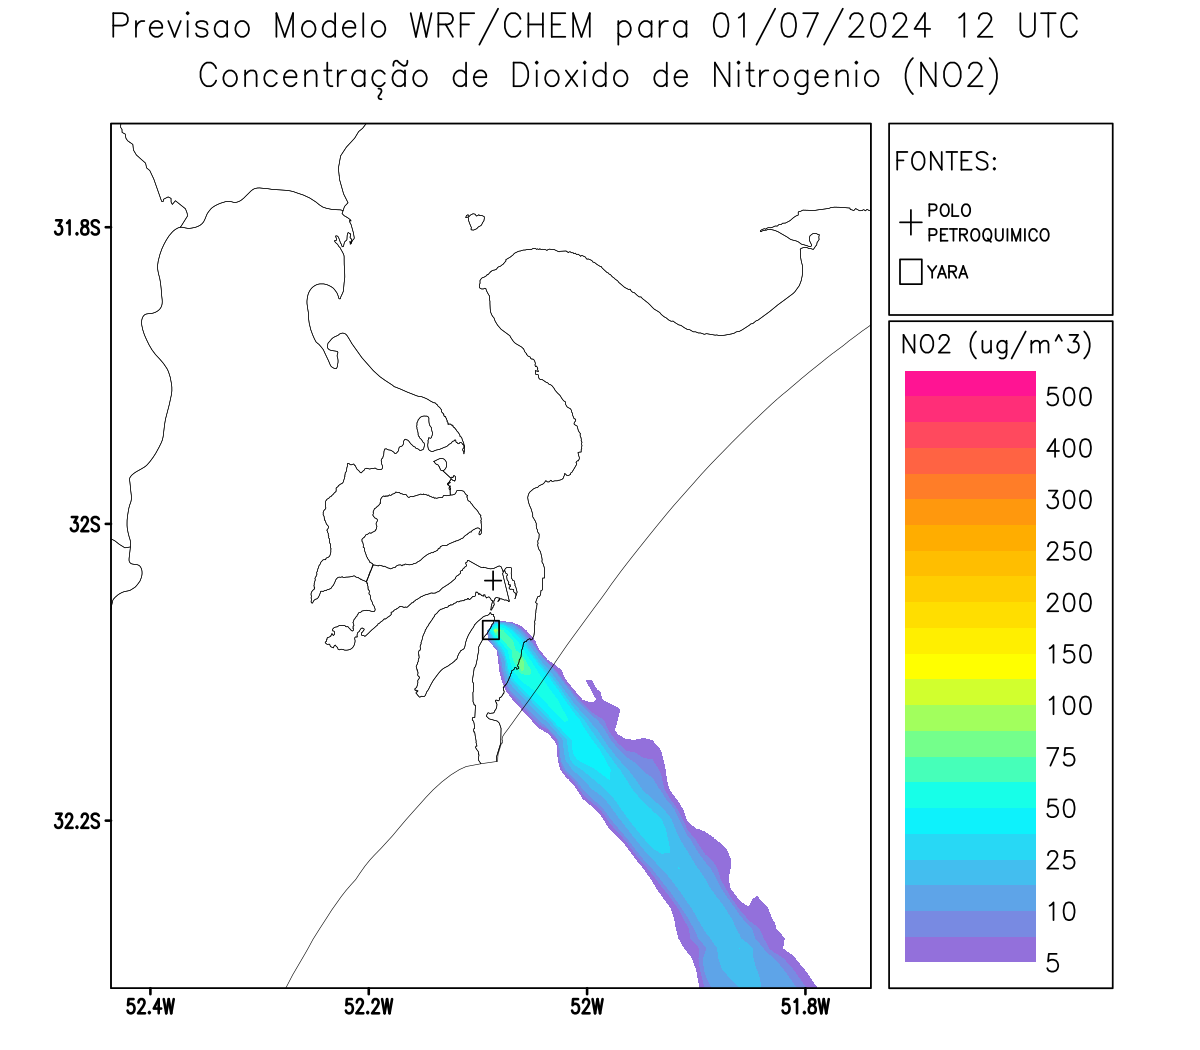 Previsao Modelo WRF/CHEM para 01/07/2024 12 UTC
Concentração de Dioxido de Nitrogenio (NO2)
FONTES:
POLO
PETROQUIMICO
YARA
NO2 (ug/m^3)
500
400
300
250
200
150
100
75
50
25
10
5
31.8S
32S
32.2S
52.4W
52.2W
52W
51.8W